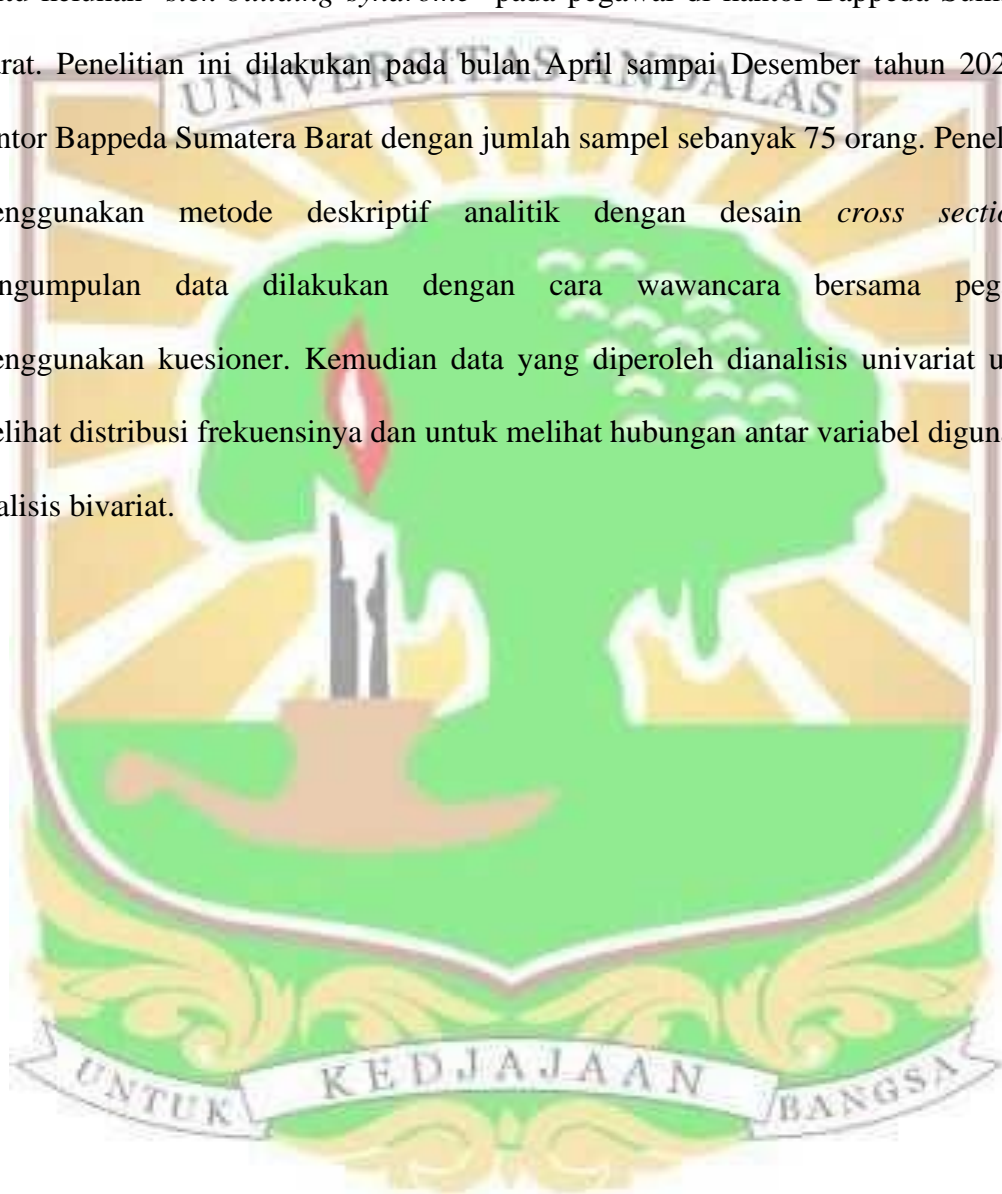 keluhan "sick building syndrome" pada pegawai di kantor Bappeda
arat. Penelitian ini dilakukan pada bulan April sampai Desember tahun 202
UNIVERSITAS ANDALAS
ntor Bappeda Sumatera Barat dengan jumlah sampel sebanyak 75 orang. Penel
enggunakan metode deskriptif analitik dengan desain cross sectio
ngumpulan data dilakukan dengan cara wawancara bersama peg
enggunakan kuesioner. Kemudian data yang diperoleh dianalisis univariat u
elihat distribusi frekuensinya dan untuk melihat hubungan antar variabel diguna
alisis bivariat.
UNTUK KEDJAJAAN BANGSA